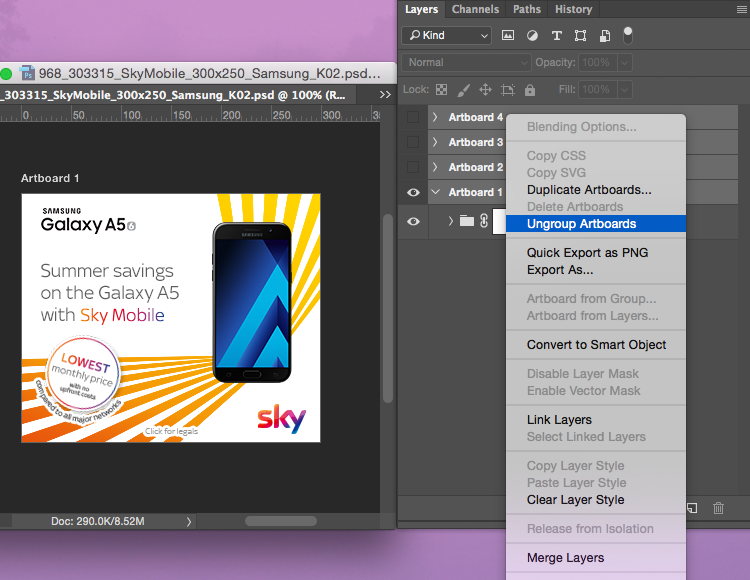 Layers Channels Paths History
Kind
Normal Opacity: 100%
Lock: Fill: 100%
968_303315_SkyMobile_300x250_Samsung_K02.psd...
_303315_SkyMobile_300x250_Samsung_K02.psd @ 100% (R...
0 50 100 150 200 250 300
Artboard 1
SAMSUNG
Galaxy A5 6
SAMSUNG
Summer savings
on the Galaxy A5
with Sky Mobile
LOWEST
monthly price
with no
upfront costs
compared to all major networks
sky
Click for legals
Doc: 290.0K/8.52M
Artboard 4
Artboard 3
Artboard 2
Artboard 1
Blending Options...
Copy CSS
Copy SVG
Duplicate Artboards...
Delete Artboards
Ungroup Artboards
Quick Export as PNG
Export As...
Artboard from Group...
Artboard from Layers...
Convert to Smart Object
Disable Layer Mask
Enable Vector Mask
Link Layers
Select Linked Layers
Copy Layer Style
Paste Layer Style
Clear Layer Style
Release from Isolation
Merge Layers